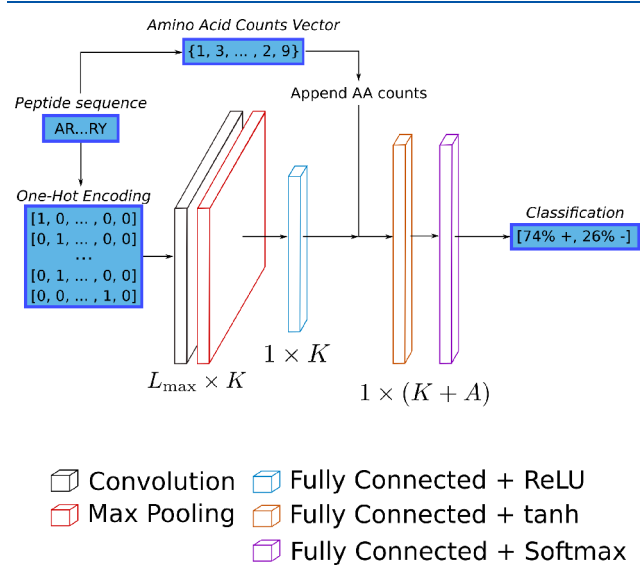 Amino Acid Counts Vector
{1, 3, ... , 2, 9}
Peptide sequence
AR...RY
Append AA counts
One-Hot Encoding
[1, 0, ... , 0, 0]
[0, 1, ... , 0, 0]
...
[0, 1, ... , 0, 0]
[0, 0, ... , 1, 0]
Classification
[74% +, 26% -]
1 × K
L_max × K
1 × (K + A)
Convolution
Max Pooling
Fully Connected + ReLU
Fully Connected + tanh
Fully Connected + Softmax